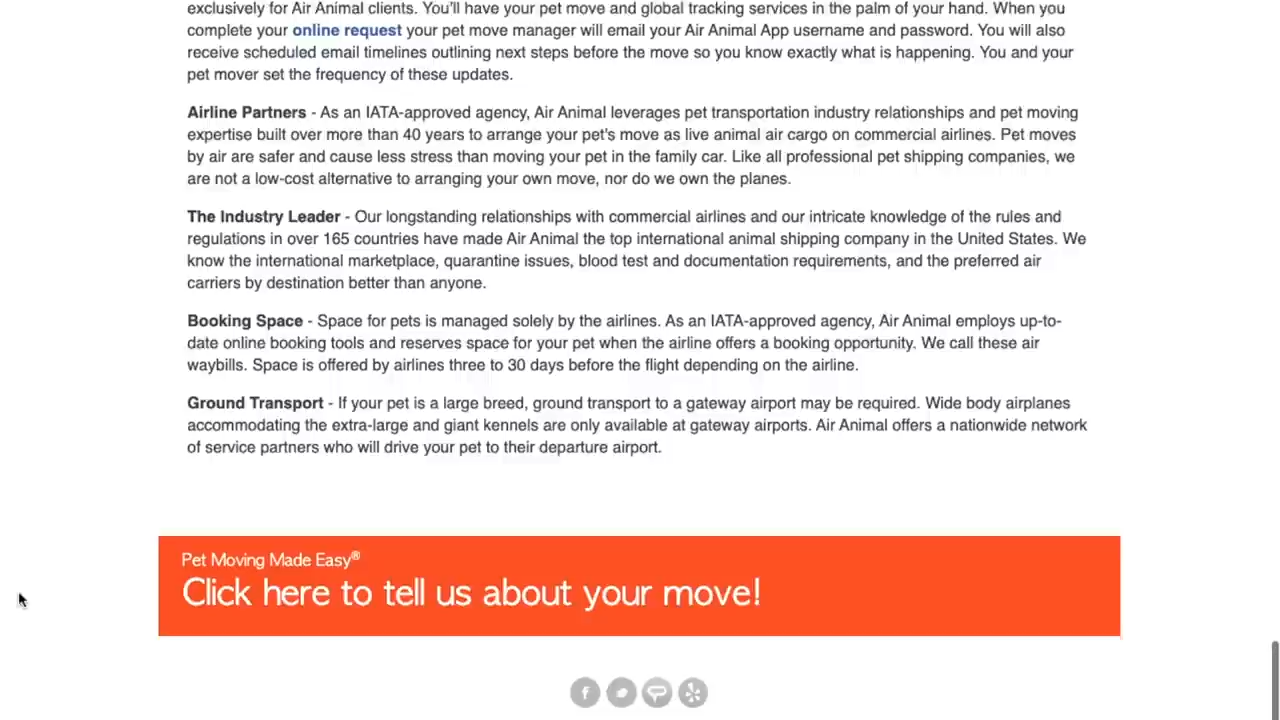 exclusively for Air Animal clients. You'll have your pet move and global tracking services in the palm of your hand. When you
complete your online request your pet move manager will email your Air Animal App username and password. You will also
receive scheduled email timelines outlining next steps before the move so you know exactly what is happening. You and your
pet mover set the frequency of these updates.
Airline Partners - As an IATA-approved agency, Air Animal leverages pet transportation industry relationships and pet moving
expertise built over more than 40 years to arrange your pet's move as live animal air cargo on commercial airlines. Pet moves
by air are safer and cause less stress than moving your pet in the family car. Like all professional pet shipping companies, we
are not a low-cost alternative to arranging your own move, nor do we own the planes.
The Industry Leader - Our longstanding relationships with commercial airlines and our intricate knowledge of the rules and
regulations in over 165 countries have made Air Animal the top international animal shipping company in the United States. We
know the international marketplace, quarantine issues, blood test and documentation requirements, and the preferred air
carriers by destination better than anyone.
Booking Space - Space for pets is managed solely by the airlines. As an IATA-approved agency, Air Animal employs up-to-
date online booking tools and reserves space for your pet when the airline offers a booking opportunity. We call these air
waybills. Space is offered by airlines three to 30 days before the flight depending on the airline.
Ground Transport - If your pet is a large breed, ground transport to a gateway airport may be required. Wide body airplanes
accommodating the extra-large and giant kennels are only available at gateway airports. Air Animal offers a nationwide network
of service partners who will drive your pet to their departure airport.
Pet Moving Made Easy®
Click here to tell us about your move!